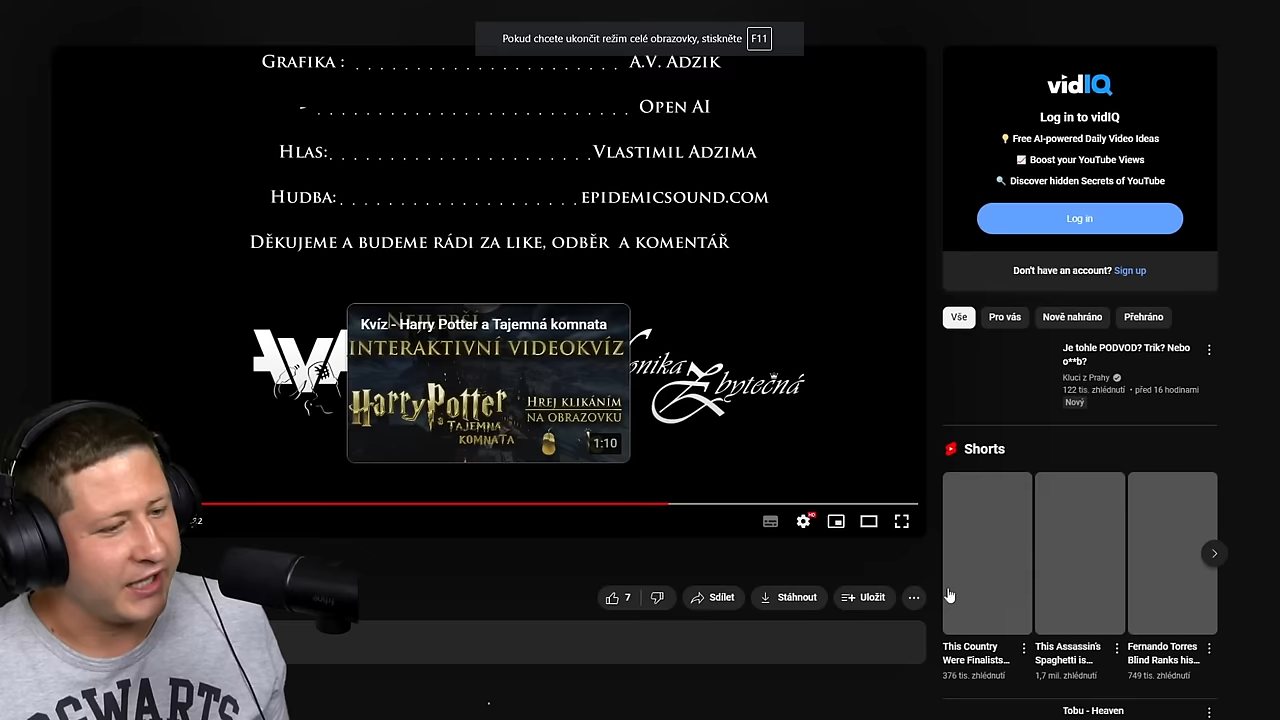 Pokud chcete ukončit režim celé obrazovky, stiskněte F11
Grafika : . . . . . . . . . . . . . . . . . . . . . . A.V. Adzik
- . . . . . . . . . . . . . . . . . . . . . . . . . . Open AI
Hlas:. . . . . . . . . . . . . . . . . . . . . .Vlastimil Adzima
Hudba:. . . . . . . . . . . . . . . . . . . .epidemicsound.com
Děkujeme a budeme rádi za like, odběr a komentář
Kvíz - Harry Potter a Tajemná komnata
Nejlepší
INTERAKTIVNÍ VIDEOKVÍZ
Harry Potter
Tajemná
komnata
Hrej klikáním
na obrazovku
1:10
Zbytečná
7
Sdílet
Stáhnout
Uložit
vidIQ
Log in to vidIQ
Free AI-powered Daily Video Ideas
Boost your YouTube Views
Discover hidden Secrets of YouTube
Log in
Don't have an account? Sign up
Vše
Pro vás
Nově nahráno
Přehráno
Je tohle PODVOD? Trik? Nebo
o**b?
Kluci z Prahy
122 tis. zhlédnutí • před 16 hodinami
Nový
Shorts
This Country
Were Finalists...
376 tis. zhlédnutí
This Assassin's
Spaghetti is...
1,7 mil. zhlédnutí
Fernando Torres
Blind Ranks his...
749 tis. zhlédnutí
Tobu - Heaven
HD
OGWARTS